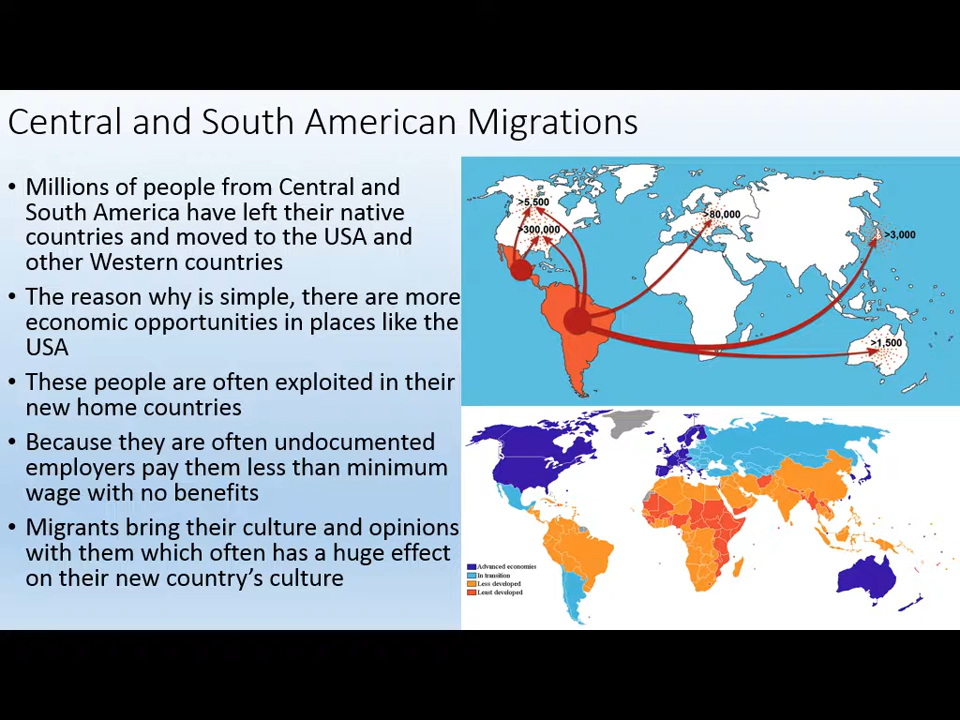 Central and South American Migrations
• Millions of people from Central and
South America have left their native
countries and moved to the USA and
other Western countries
• The reason why is simple, there are more
economic opportunities in places like the
USA
• These people are often exploited in their
new home countries
• Because they are often undocumented
employers pay them less than minimum
wage with no benefits
• Migrants bring their culture and opinions
with them which often has a huge effect
on their new country's culture
>5,500
>300,000
>80,000
>3,000
>1,500
Advanced economies
In transition
Less developed
Least developed